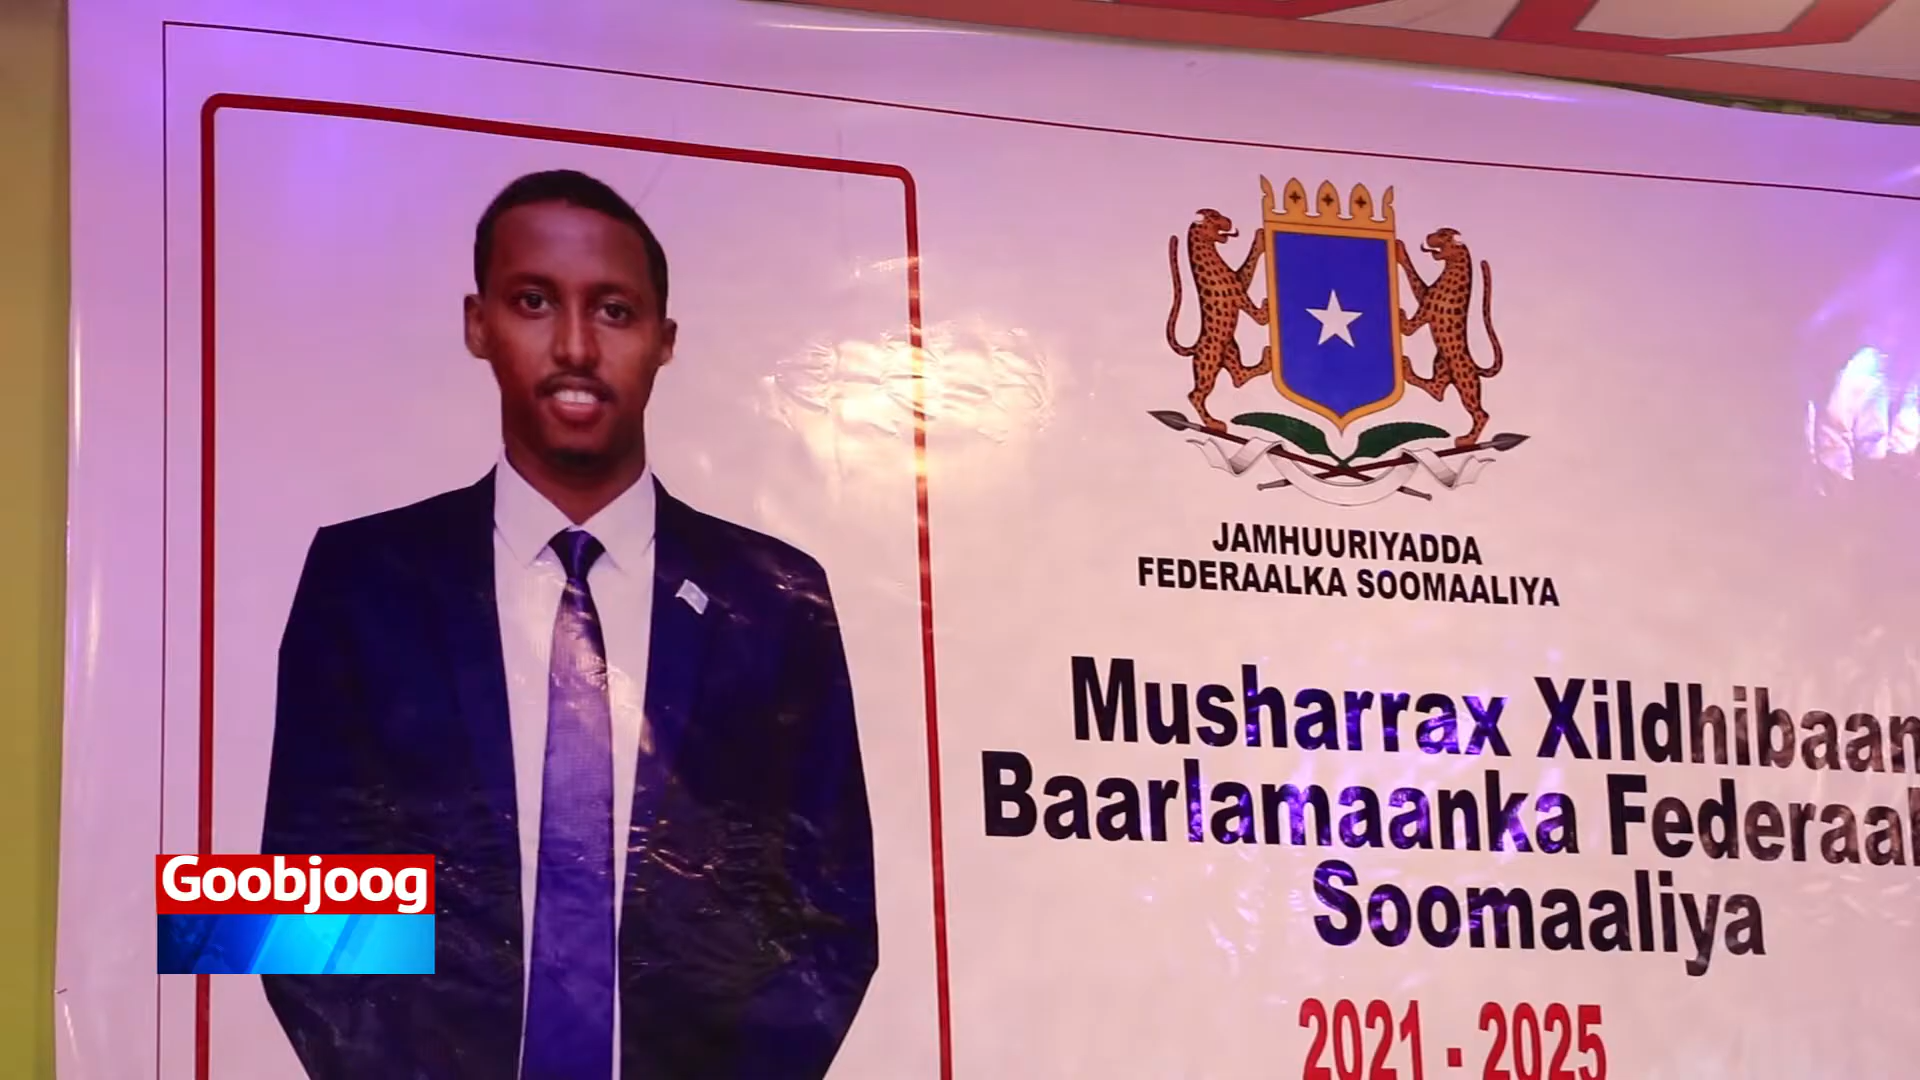 JAMHUURIYADDA
FEDERAALKA SOOMAALIYA
Musharrax Xildhibaan
Baarlamaanka Federaal
Soomaaliya
2021 - 2025
Goobjoog